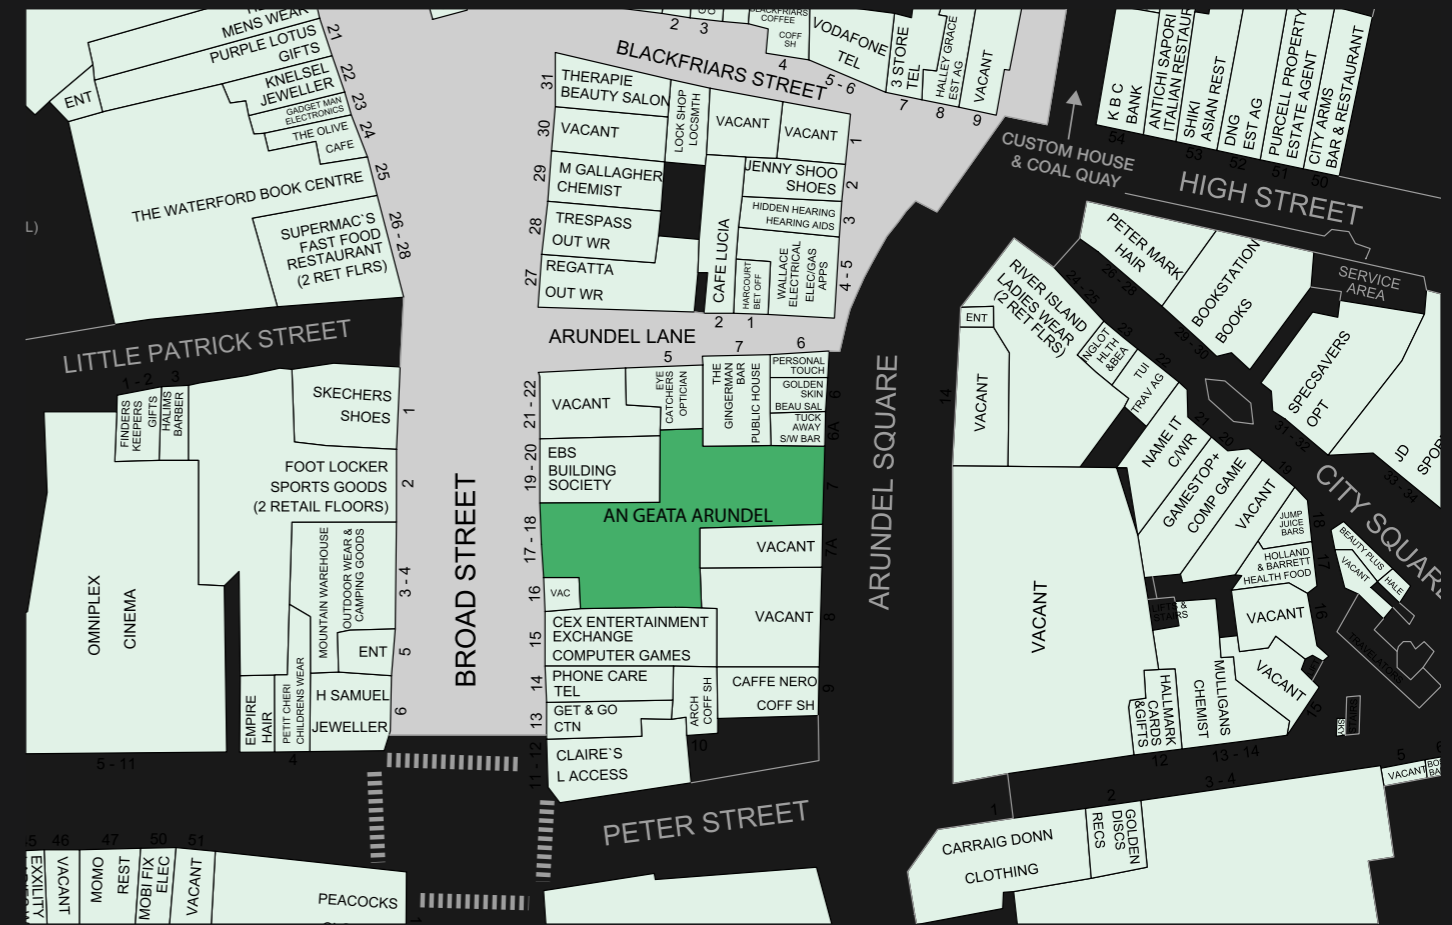 MENS WEAR
PURPLE LOTUS
GIFTS
21
ENT
KNELSEL
JEWELLER
22
GADGET MAN
ELECTRONICS
23
THE OLIVE
CAFE
24
THE WATERFORD BOOK CENTRE
25
SUPERMAC`S
FAST FOOD
RESTAURANT
(2 RET FLRS)
26 - 28
L)
LITTLE PATRICK STREET
2
3
BLACKFRIARS
COFFEE
COFF
SH
4
VODAFONE
TEL
5 - 6
3 STORE
TEL
7
HALLEY GRACE
EST AG
8
VACANT
9
BLACKFRIARS STREET
31
THERAPIE
BEAUTY SALON
30
VACANT
29
M GALLAGHER
CHEMIST
28
TRESPASS
OUT WR
27
REGATTA
OUT WR
LOCK SHOP
LOCSMTH
VACANT
VACANT
1
JENNY SHOO
SHOES
2
HIDDEN HEARING
HEARING AIDS
3
CAFE LUCIA
2
HARCOURT
BET OFF
1
WALLACE
ELECTRICAL
ELEC/GAS
APPS
4 - 5
ARUNDEL LANE
CUSTOM HOUSE
& COAL QUAY
K B C
BANK
54
ANTICHI SAPORI
ITALIAN RESTAUR
SHIKI
ASIAN REST
53
DNG
EST AG
52
PURCELL PROPERTY
ESTATE AGENT
51
CITY ARMS
BAR & RESTAURANT
50
HIGH STREET
SERVICE
AREA
PETER MARK
HAIR
26 - 28
BOOKSTATION
BOOKS
29 - 30
SPECSAVERS
OPT
31 - 32
JD
SPOR
33 - 34
RIVER ISLAND
LADIES WEAR
(2 RET FLRS)
24 - 25
ENT
VACANT
14
INGLOT
HLTH
&BEA
23
TUI
TRAV AG
22
NAME IT
C/WR
21
GAMESTOP+
COMP GAME
20
VACANT
19
JUMP
JUICE
BARS
18
HOLLAND
& BARRETT
HEALTH FOOD
17
VACANT
16
VACANT
15
LIFT
LIFTS &
STAIRS
CITY SQUARE
BEAUTY PLUS
VACANT
HALE
TRAVELATORS
STAIRS
SKY
VACANT
HALLMARK
CARDS
&GIFTS
12
MULLIGANS
CHEMIST
13 - 14
ARUNDEL SQUARE
1 - 2
3
FINDERS
KEEPERS
GIFTS
HALIMS
BARBER
SKECHERS
SHOES
1
FOOT LOCKER
SPORTS GOODS
(2 RETAIL FLOORS)
2
OMNIPLEX
CINEMA
5 - 11
MOUNTAIN WAREHOUSE
OUTDOOR WEAR &
CAMPING GOODS
3 - 4
ENT
5
EMPIRE
HAIR
PETIT CHERI
CHILDRENS WEAR
4
H SAMUEL
JEWELLER
6
BROAD STREET
21 - 22
VACANT
EYE
CATCHERS
OPTICIAN
5
THE
GINGERMAN
BAR
PUBLIC HOUSE
7
6
PERSONAL
TOUCH
GOLDEN
SKIN
BEAU SAL
6
TUCK
AWAY
S/W BAR
6A
19 - 20
EBS
BUILDING
SOCIETY
7
AN GEATA ARUNDEL
17 - 18
VACANT
7A
16
VAC
VACANT
8
15
CEX ENTERTAINMENT
EXCHANGE
COMPUTER GAMES
14
PHONE CARE
TEL
13
GET & GO
CTN
ARCH
COFF SH
10
CAFFE NERO
COFF SH
9
11 - 12
CLAIRE`S
L ACCESS
PETER STREET
45
46
47
50
51
EXXILITY
VACANT
MOMO
REST
MOBI FIX
ELEC
VACANT
PEACOCKS
1
1
CARRAIG DONN
CLOTHING
2
GOLDEN
DISCS
RECS
3 - 4
5
VACANT
6